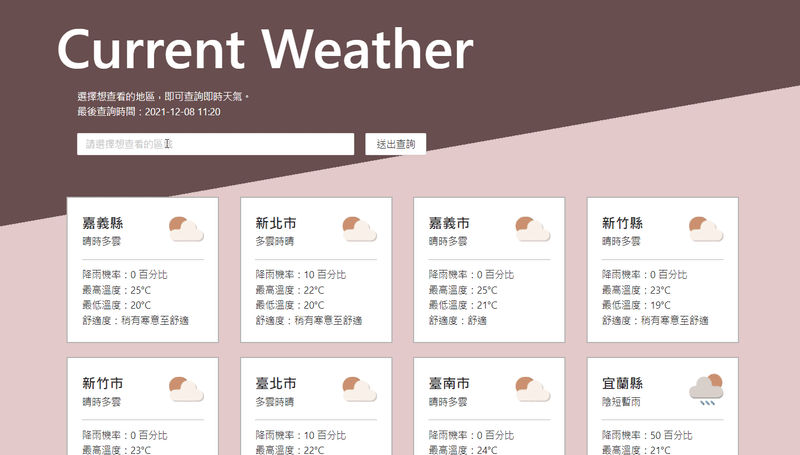 Current Weather
選擇想查看的地區，即可查詢即時天氣。
最後查詢時間：2021-12-08 11:20
請選擇想查看的區域
送出查詢
嘉義縣
晴時多雲
降雨機率：0 百分比
最高溫度：25°C
最低溫度：20°C
舒適度：稍有寒意至舒適
新北市
多雲時晴
降雨機率：10 百分比
最高溫度：22°C
最低溫度：20°C
舒適度：稍有寒意至舒適
嘉義市
晴時多雲
降雨機率：0 百分比
最高溫度：25°C
最低溫度：21°C
舒適度：舒適
新竹縣
晴時多雲
降雨機率：0 百分比
最高溫度：23°C
最低溫度：19°C
舒適度：稍有寒意至舒適
新竹市
晴時多雲
降雨機率：0 百分比
最高溫度：23°C
臺北市
多雲時晴
降雨機率：10 百分比
最高溫度：22°C
臺南市
晴時多雲
降雨機率：0 百分比
最高溫度：24°C
宜蘭縣
陰短暫雨
降雨機率：50 百分比
最高溫度：21°C